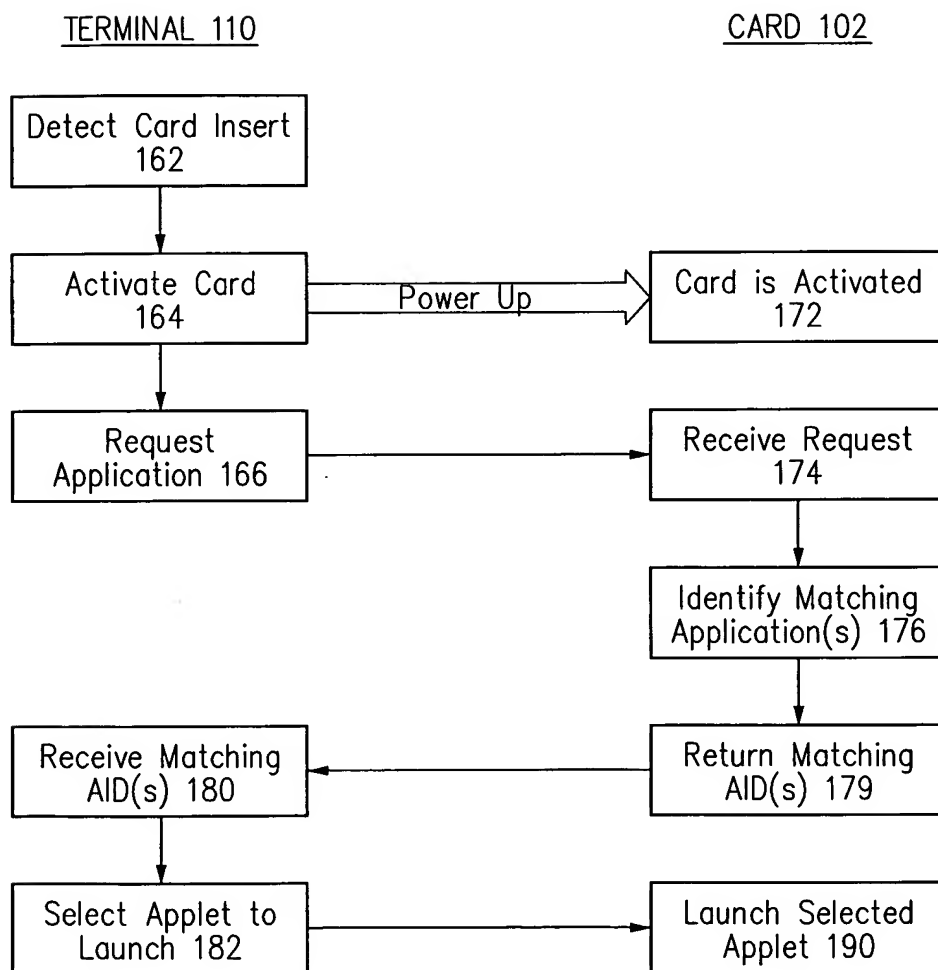 TERMINAL 110
CARD 102
Detect Card Insert
162
Activate Card
164
Power Up
Card is Activated
172
Request
Application 166
Receive Request
174
Identify Matching
Application(s) 176
Receive Matching
AID(s) 180
Return Matching
AID(s) 179
Select Applet to
Launch 182
Launch Selected
Applet 190